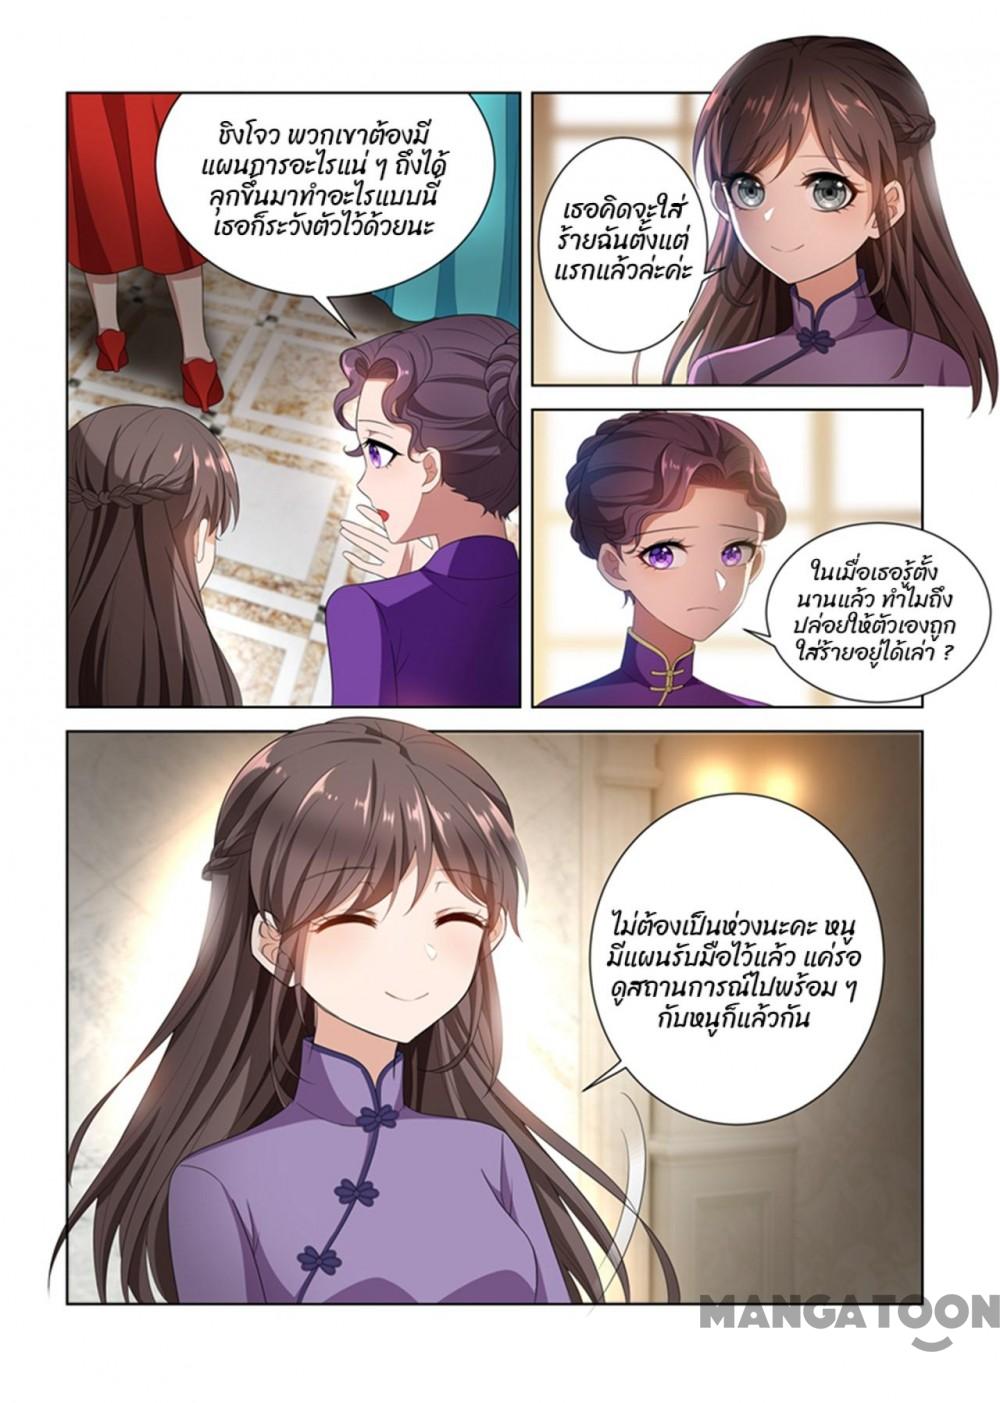 ชิงโจว พวกเขาต้องมี
แผนการอะไรแน่ ๆ ถึงได้
ลุกขึ้นมาทำอะไรแบบนี้
เธอก็ระวังตัวไว้ด้วยนะ
เธอคิดจะใส่
ร้ายฉันตั้งแต่
แรกแล้วล่ะค่ะ
ในเมื่อเธอรู้ตั้ง
นานแล้ว ทำไมถึง
ปล่อยให้ตัวเองถูก
ใส่ร้ายอยู่ได้เล่า ?
ไม่ต้องเป็นห่วงนะคะ หนู
มีแผนรับมือไว้แล้ว แค่รอ
ดูสถานการณ์ไปพร้อม ๆ
กับหนูก็แล้วกัน
MANGATOON